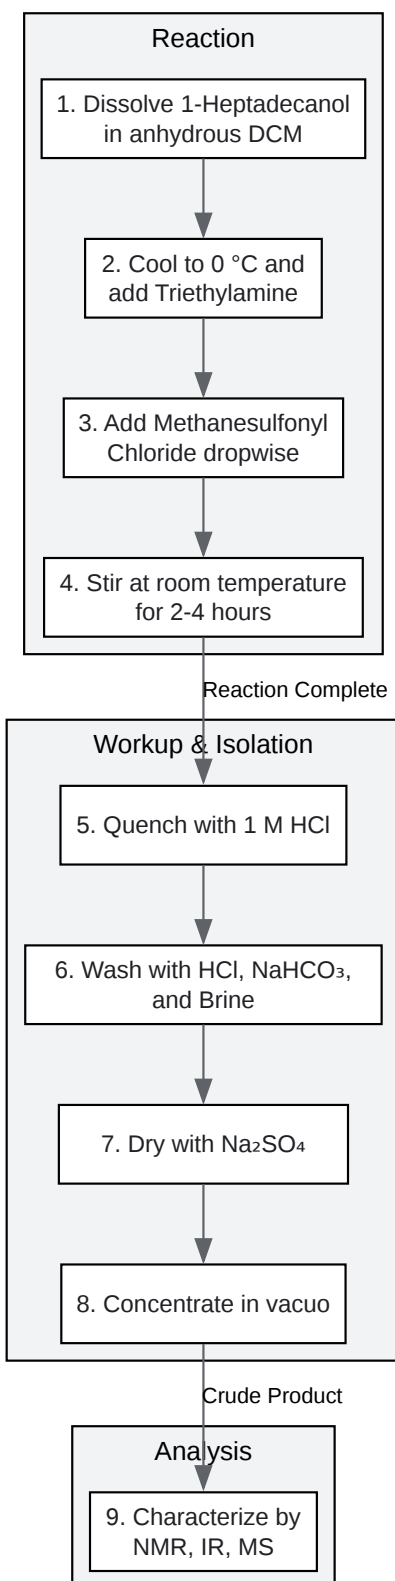 Reaction
1. Dissolve 1-Heptadecanol
in anhydrous DCM
2. Cool to 0 °C and
add Triethylamine
3. Add Methanesulfonyl
Chloride dropwise
4. Stir at room temperature
for 2-4 hours
Reaction Complete
Workup & Isolation
5. Quench with 1 M HCl
6. Wash with HCl, NaHCO₃,
and Brine
7. Dry with Na₂SO₄
8. Concentrate in vacuo
Crude Product
Analysis
9. Characterize by
NMR, IR, MS